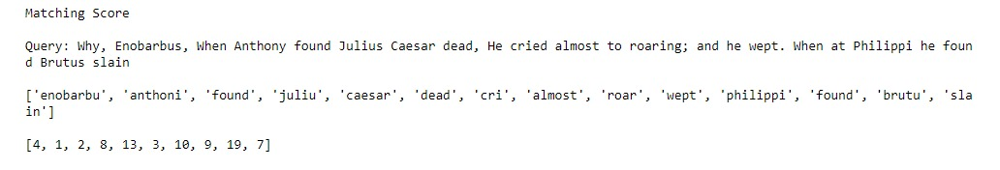 Matching Score
Query: Why, Enobarbus, When Anthony found Julius Caesar dead, He cried almost to roaring; and he wept. When at Philippi he foun
d Brutus slain
['enobarbu', 'anthoni', 'found', 'juliu', 'caesar', 'dead', 'cri', 'almost', 'roar', 'wept', 'philippi', 'found', 'brutu', 'sla
in']
[4, 1, 2, 8, 13, 3, 10, 9, 19, 7]